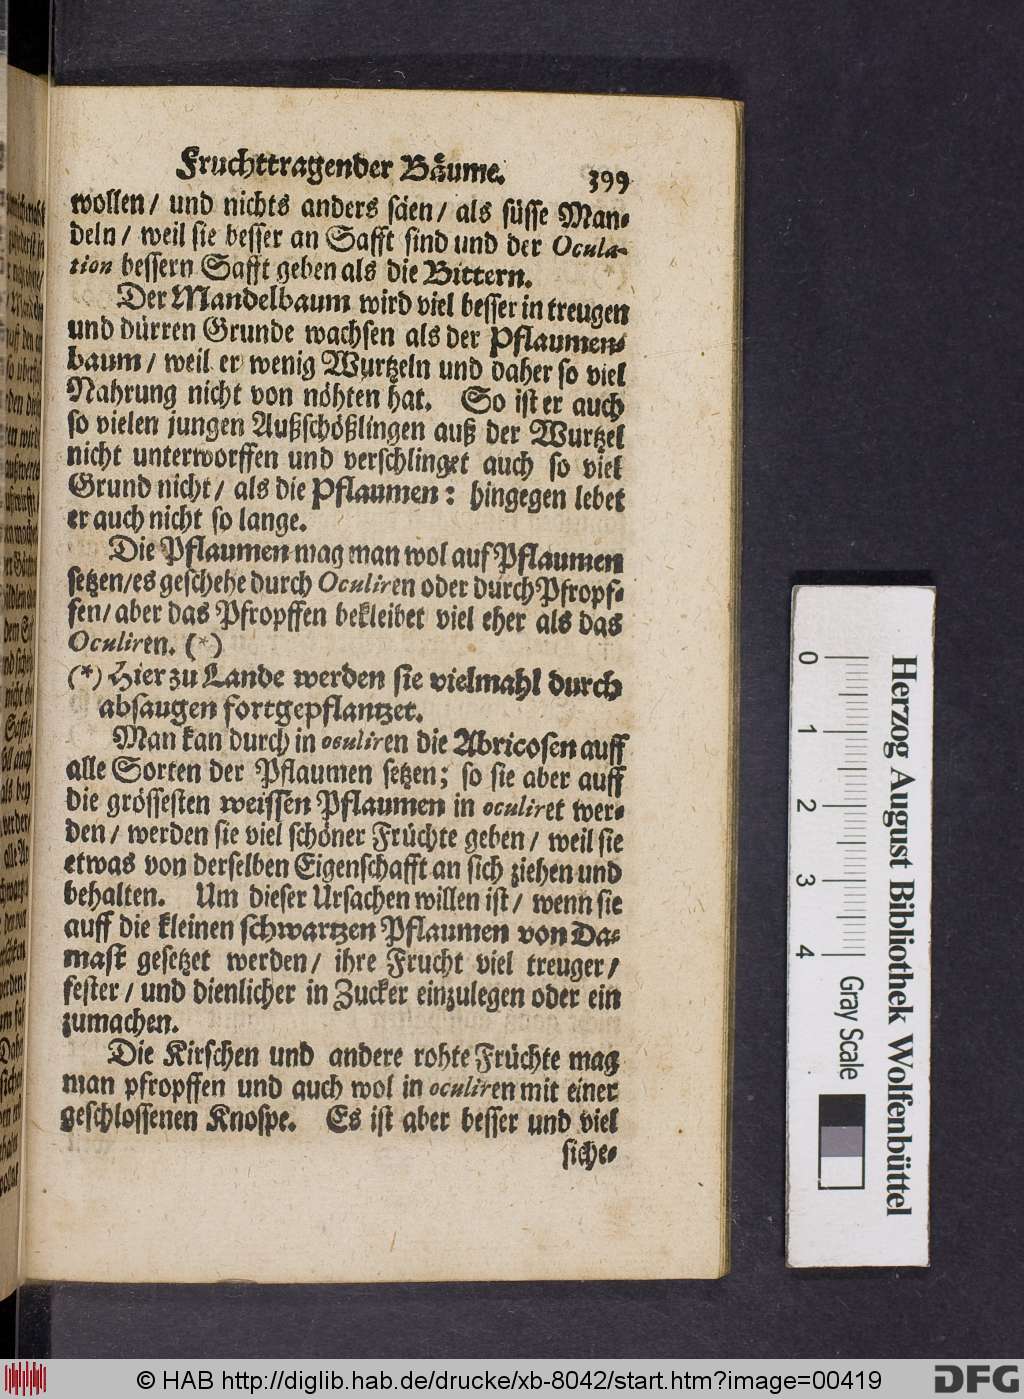 Fruchttragender Bäume. 399
wollen / und nichts anders säen / als süsse Man-
deln / weil sie besser an Safft sind und der Ocula-
tion bessern Safft geben als die Bittern.
Der Mandelbaum wird viel besser in treugen
und dürren Grunde wachsen als der Pflaumen-
baum / weil er wenig Wurtzeln und daher so viel
Nahrung nicht von nöhten hat. So ist er auch
so vielen jungen Außschößlingen auß der Wurtzel
nicht unterworffen und verschlinget auch so viel
Grund nicht / als die Pflaumen: hingegen lebet
er auch nicht so lange.
Die Pflaumen mag man wol auf Pflaumen
setzen / es geschehe durch Oculiren oder durch Pfropf-
fen / aber das Pfropffen bekleibet viel eher als das
Oculiren. (*)
(*) Hier zu Lande werden sie vielmahl durch
absaugen fortgepflantzet.
Man kan durch in oculiren die Abricosen auff
alle Sorten der Pflaumen setzen; so sie aber auff
die grössesten weissen Pflaumen in oculiret wer-
den / werden sie viel schöner Früchte geben / weil sie
etwas von derselben Eigenschafft an sich ziehen und
behalten. Um dieser Ursachen willen ist / wenn sie
auff die kleinen schwartzen Pflaumen von Da-
mast gesetzet werden / ihre Frucht viel treuger /
fester / und dienlicher in Zucker einzulegen oder ein
zumachen.
Die Kirschen und andere rohte Früchte mag
man pfropffen und auch wol in oculiren mit einer
geschlossenen Knospe. Es ist aber besser und viel
siche-
0 1 2 3 4
Gray Scale
Herzog August Bibliothek Wolfenbüttel
© HAB http://diglib.hab.de/drucke/xb-8042/start.htm?image=00419
DFG